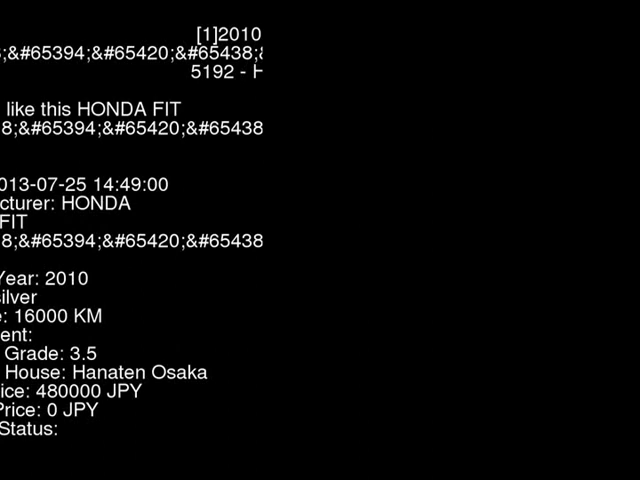 [1]2010
;&#65394;&#65420;&#65438;&
5192 - H
like this HONDA FIT
8;&#65394;&#65420;&#65438
013-07-25 14:49:00
cturer: HONDA
FIT
8;&#65394;&#65420;&#65438
Year: 2010
silver
e: 16000 KM
ent:
Grade: 3.5
House: Hanaten Osaka
ice: 480000 JPY
Price: 0 JPY
Status: